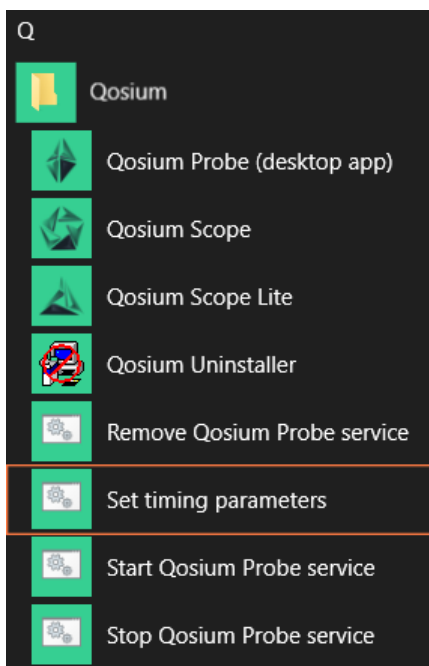 Q
Qosium
Qosium Probe (desktop app)
Qosium Scope
Qosium Scope Lite
Qosium Uninstaller
Remove Qosium Probe service
Set timing parameters
Start Qosium Probe service
Stop Qosium Probe service